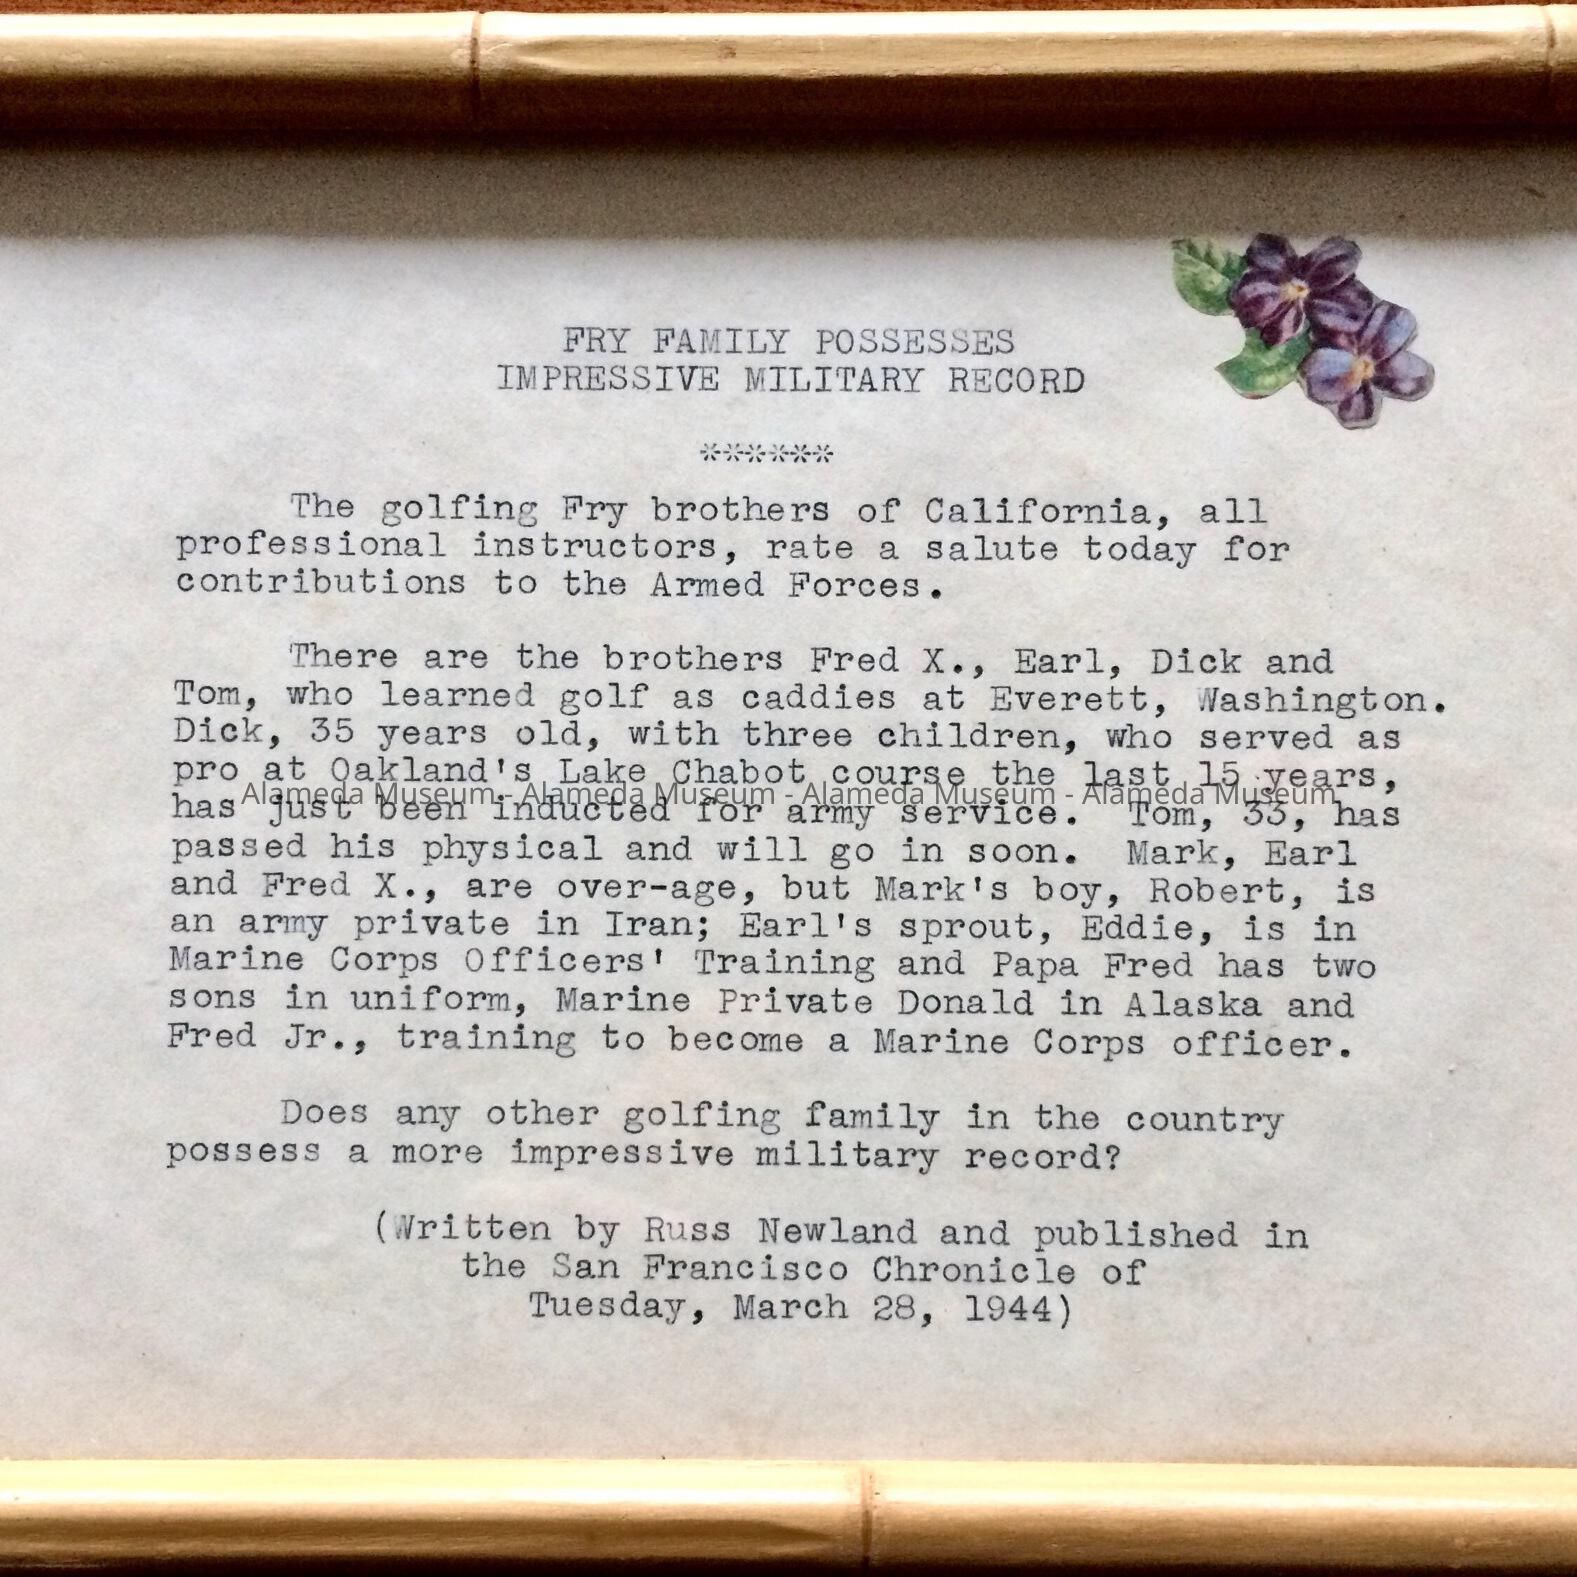 FRY FAMILY POSSESSES
IMPRESSIVE MILITARY RECORD
******
The golfing Fry brothers of California, all
professional instructors, rate a salute today for
contributions to the Armed Forces.
There are the brothers Fred X., Earl, Dick and
Tom, who learned golf as caddies at Everett, Washington.
Dick, 35 years old, with three children, who served as
pro at Oakland's Lake Chabot course the last 15 years,
Alameda Museum - Alameda Museum - Alameda Museum - Alameda Museum
has just been inducted for army service. Tom, 33, has
passed his physical and will go in soon. Mark, Earl
and Fred X., are over-age, but Mark's boy, Robert, is
an army private in Iran; Earl's sprout, Eddie, is in
Marine Corps Officers' Training and Papa Fred has two
sons in uniform, Marine Private Donald in Alaska and
Fred Jr., training to become a Marine Corps officer.
Does any other golfing family in the country
possess a more impressive military record?
(Written by Russ Newland and published in
the San Francisco Chronicle of
Tuesday, March 28, 1944)